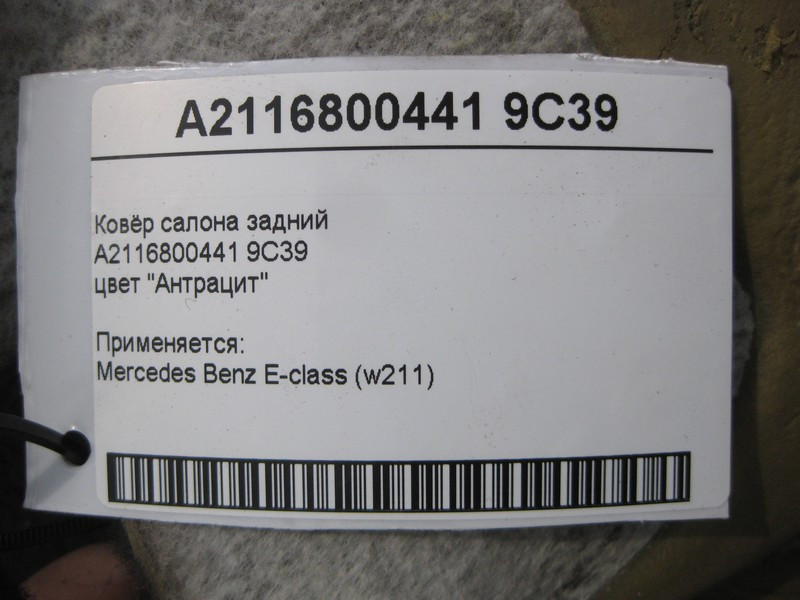 A2116800441 9C39
Ковёр салона задний
A2116800441 9C39
цвет "Антрацит"
Применяется:
Mercedes Benz E-class (w211)